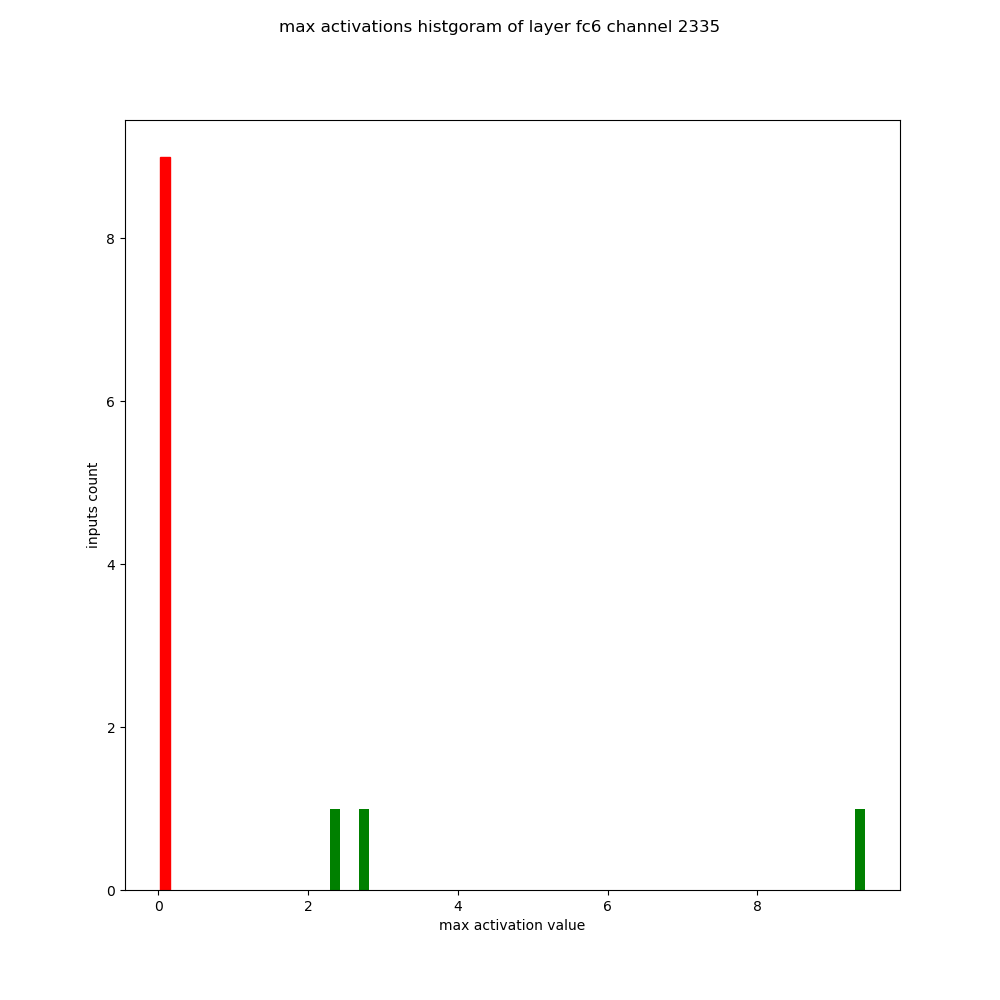 max activations histgoram of layer fc6 channel 2335
8
6
4
2
0
inputs count
0 2 4 6 8
max activation value